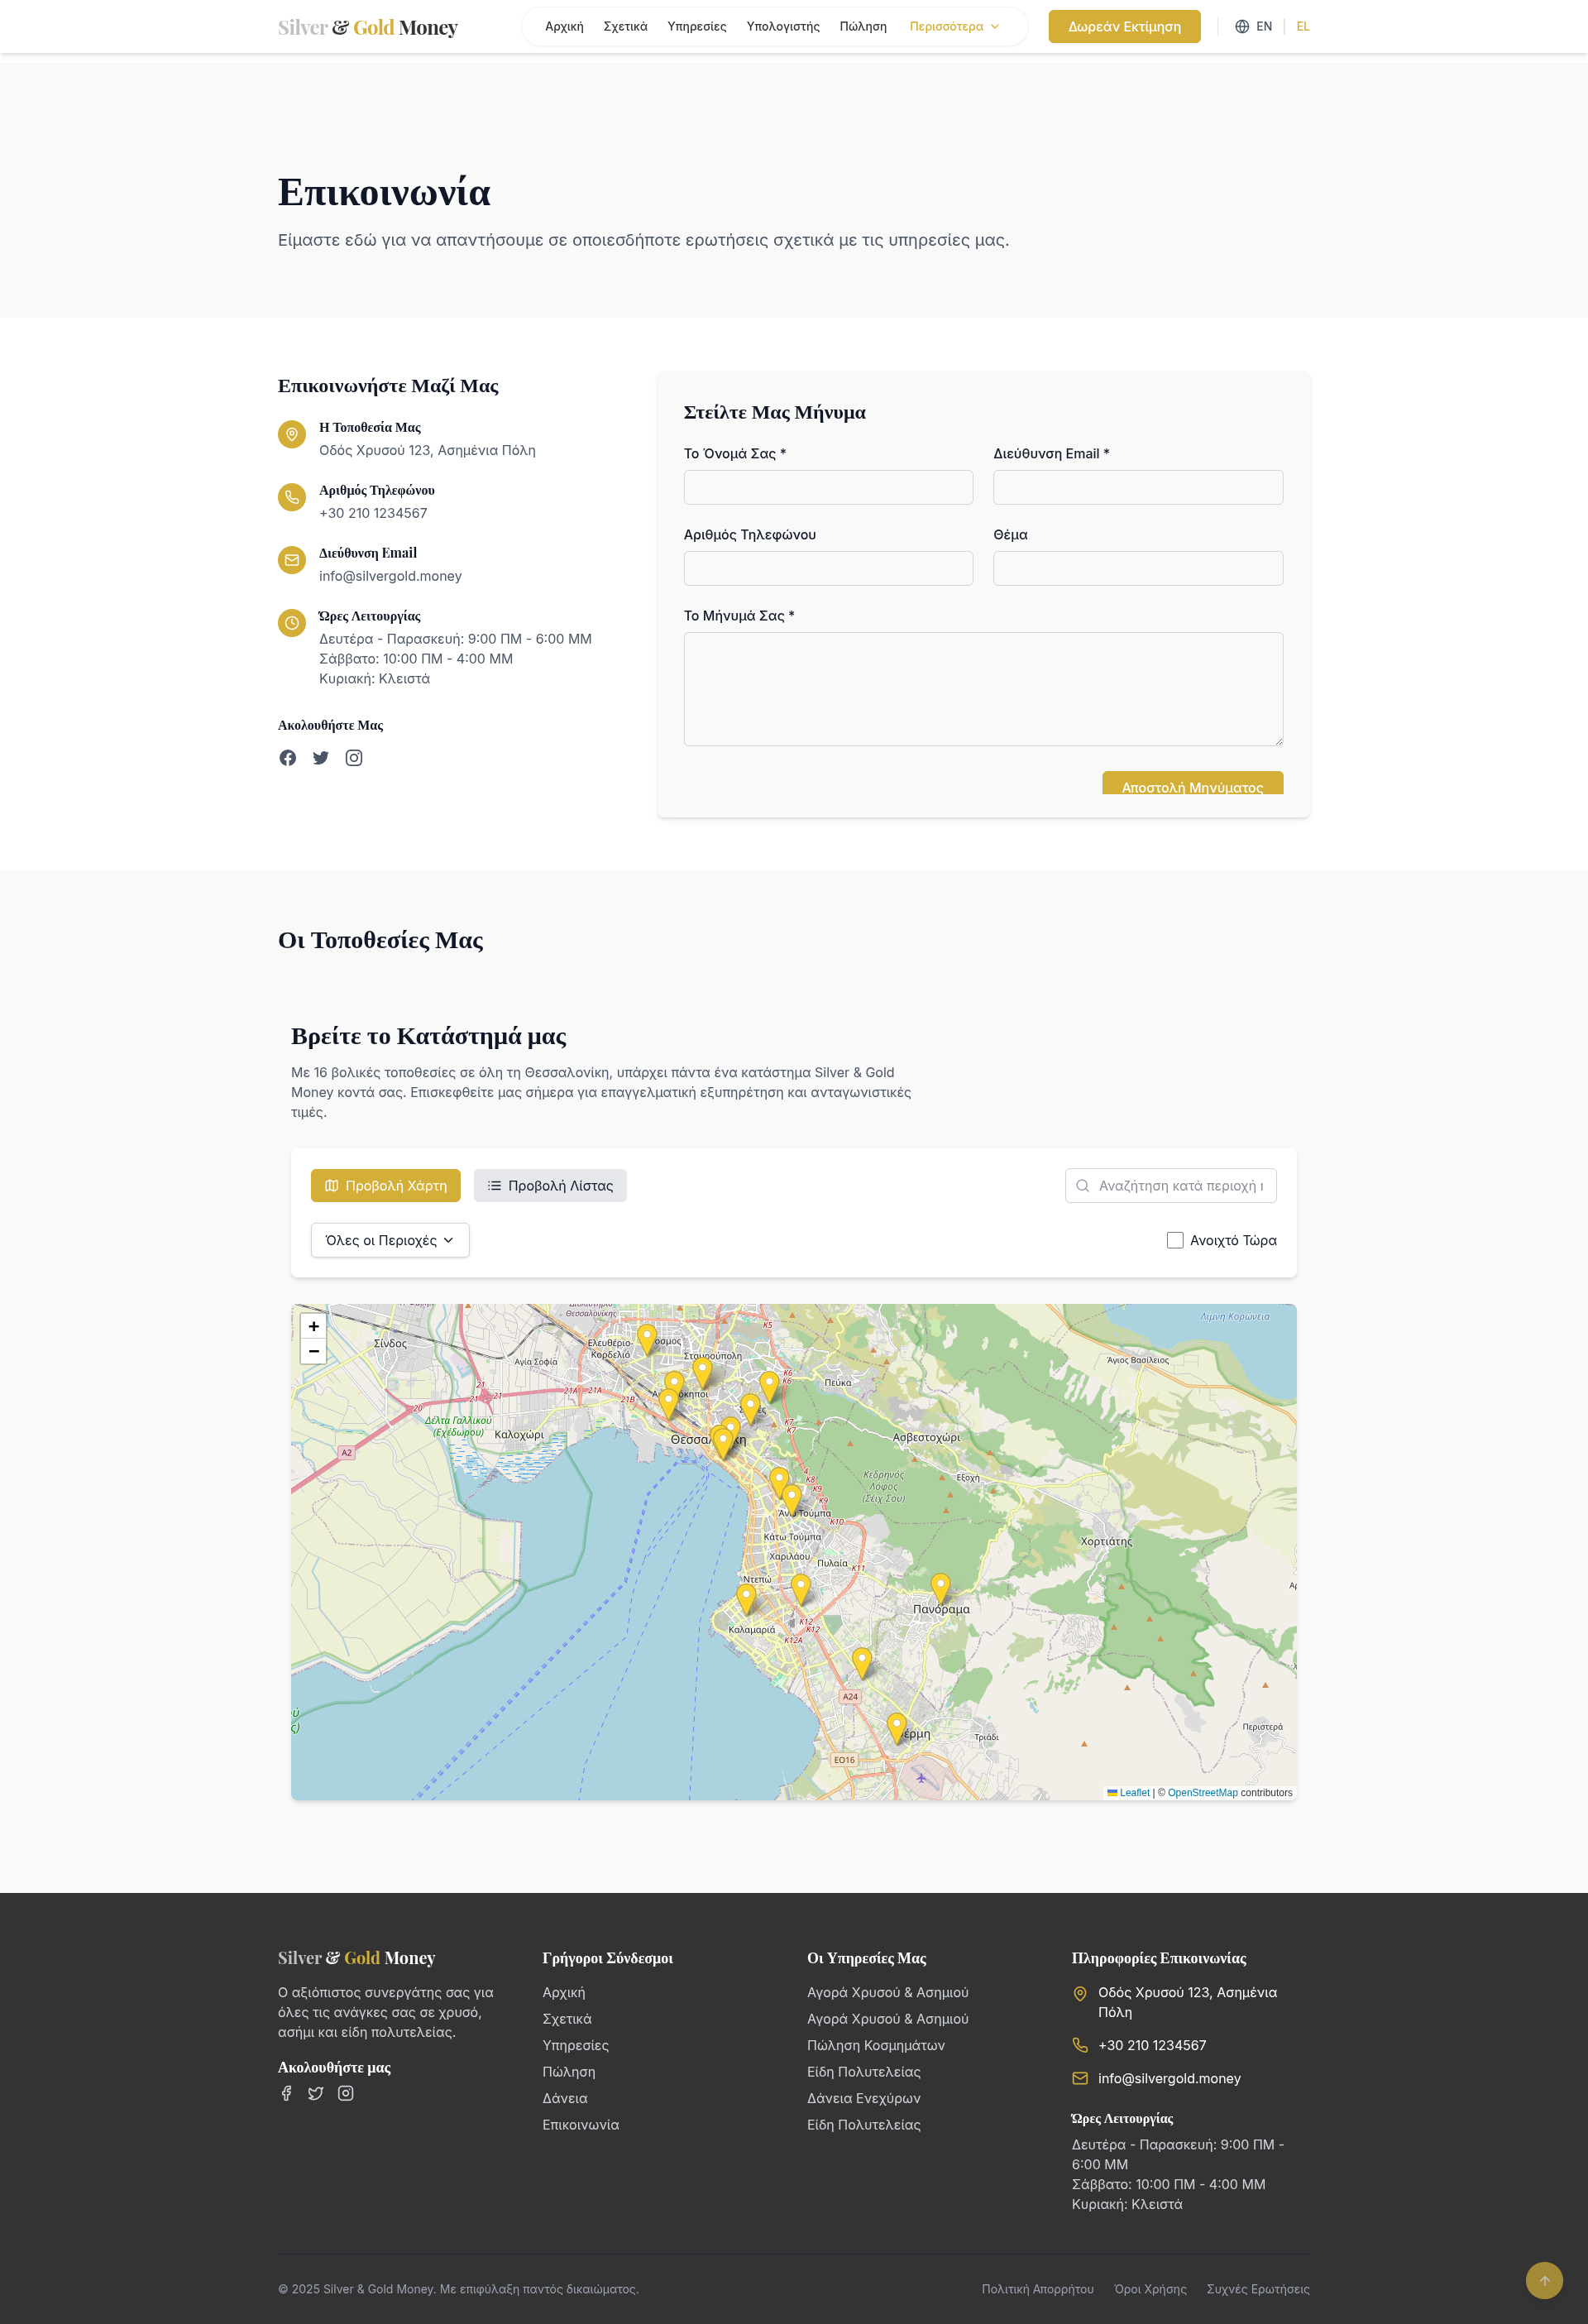 Silver & Gold Money
Αρχική
Σχετικά
Υπηρεσίες
Υπολογιστής
Πώληση
Περισσότερα
Δωρεάν Εκτίμηση
EN
EL
Επικοινωνία
Είμαστε εδώ για να απαντήσουμε σε οποιεσδήποτε ερωτήσεις σχετικά με τις υπηρεσίες μας.
Επικοινωνήστε Μαζί Μας
Η Τοποθεσία Μας
Οδός Χρυσού 123, Ασημένια Πόλη
Αριθμός Τηλεφώνου
+30 210 1234567
Διεύθυνση Email
info@silvergold.money
Ώρες Λειτουργίας
Δευτέρα - Παρασκευή: 9:00 ΠΜ - 6:00 ΜΜ
Σάββατο: 10:00 ΠΜ - 4:00 ΜΜ
Κυριακή: Κλειστά
Ακολουθήστε Μας
Στείλτε Μας Μήνυμα
Το Όνομά Σας *
Διεύθυνση Email *
Αριθμός Τηλεφώνου
Θέμα
Το Μήνυμά Σας *
Αποστολή Μηνύματος
Οι Τοποθεσίες Μας
Βρείτε το Κατάστημά μας
Με 16 βολικές τοποθεσίες σε όλη τη Θεσσαλονίκη, υπάρχει πάντα ένα κατάστημα Silver & Gold
Money κοντά σας. Επισκεφθείτε μας σήμερα για επαγγελματική εξυπηρέτηση και ανταγωνιστικές
τιμές.
Προβολή Χάρτη
Προβολή Λίστας
Αναζήτηση κατά περιοχή
Όλες οι Περιοχές
Ανοιχτό Τώρα
+
−
Θεσσαλονίκης
K5
Λίμνη Κορώνεια
Σίνδος
Ελευθέριο-
Κορδελιό
Σταυρούπολη
Αγία Σοφία
Άγιος Βασίλειος
K6
K6
Πεύκα
21
21A
21A
21
21B
20
Δέλτα Γαλλικού
(Εχέδωρου)
Καλοχώρι
K7
Ασβεστοχώρι
A2
K7
Κεδρηνός
Λόφος
(Σέιχ Σου)
Εξοχή
4
K8
K9
K9
Άνω Τούμπα
K10
Κάτω Τούμπα
Χαριλάου
Πυλαία
K11
Χορτιάτης
Ντεπώ
Πανόραμα
K12
K12
Καλαμαριά
K12A
A24
Τριάδι
Περιστερά
EO16
Leaflet | © OpenStreetMap contributors
Silver & Gold Money
Ο αξιόπιστος συνεργάτης σας για
όλες τις ανάγκες σας σε χρυσό,
ασήμι και είδη πολυτελείας.
Ακολουθήστε μας
Γρήγοροι Σύνδεσμοι
Αρχική
Σχετικά
Υπηρεσίες
Πώληση
Δάνεια
Επικοινωνία
Οι Υπηρεσίες Μας
Αγορά Χρυσού & Ασημιού
Αγορά Χρυσού & Ασημιού
Πώληση Κοσμημάτων
Είδη Πολυτελείας
Δάνεια Ενεχύρων
Είδη Πολυτελείας
Πληροφορίες Επικοινωνίας
Οδός Χρυσού 123, Ασημένια
Πόλη
+30 210 1234567
info@silvergold.money
Ώρες Λειτουργίας
Δευτέρα - Παρασκευή: 9:00 ΠΜ -
6:00 ΜΜ
Σάββατο: 10:00 ΠΜ - 4:00 ΜΜ
Κυριακή: Κλειστά
© 2025 Silver & Gold Money. Με επιφύλαξη παντός δικαιώματος.
Πολιτική Απορρήτου
Όροι Χρήσης
Συχνές Ερωτήσεις